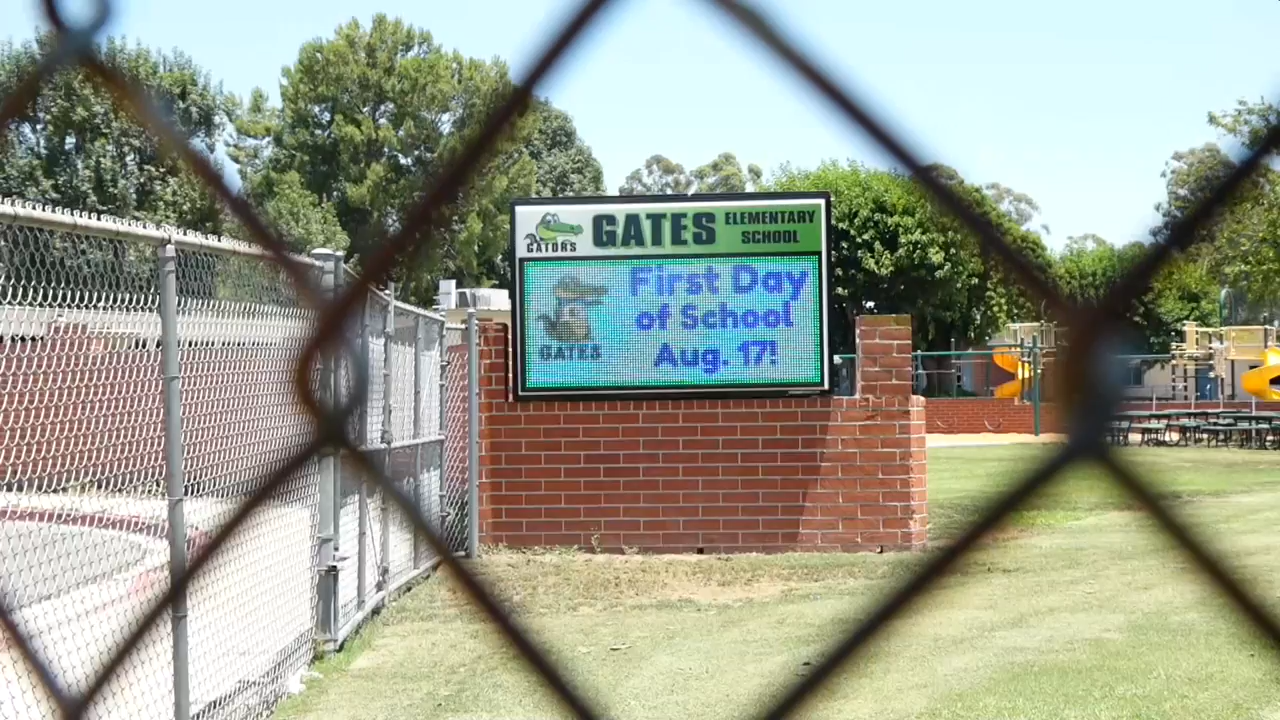 GATORS
GATES
ELEMENTARY
SCHOOL
GATES
First Day
of School
Aug. 17!